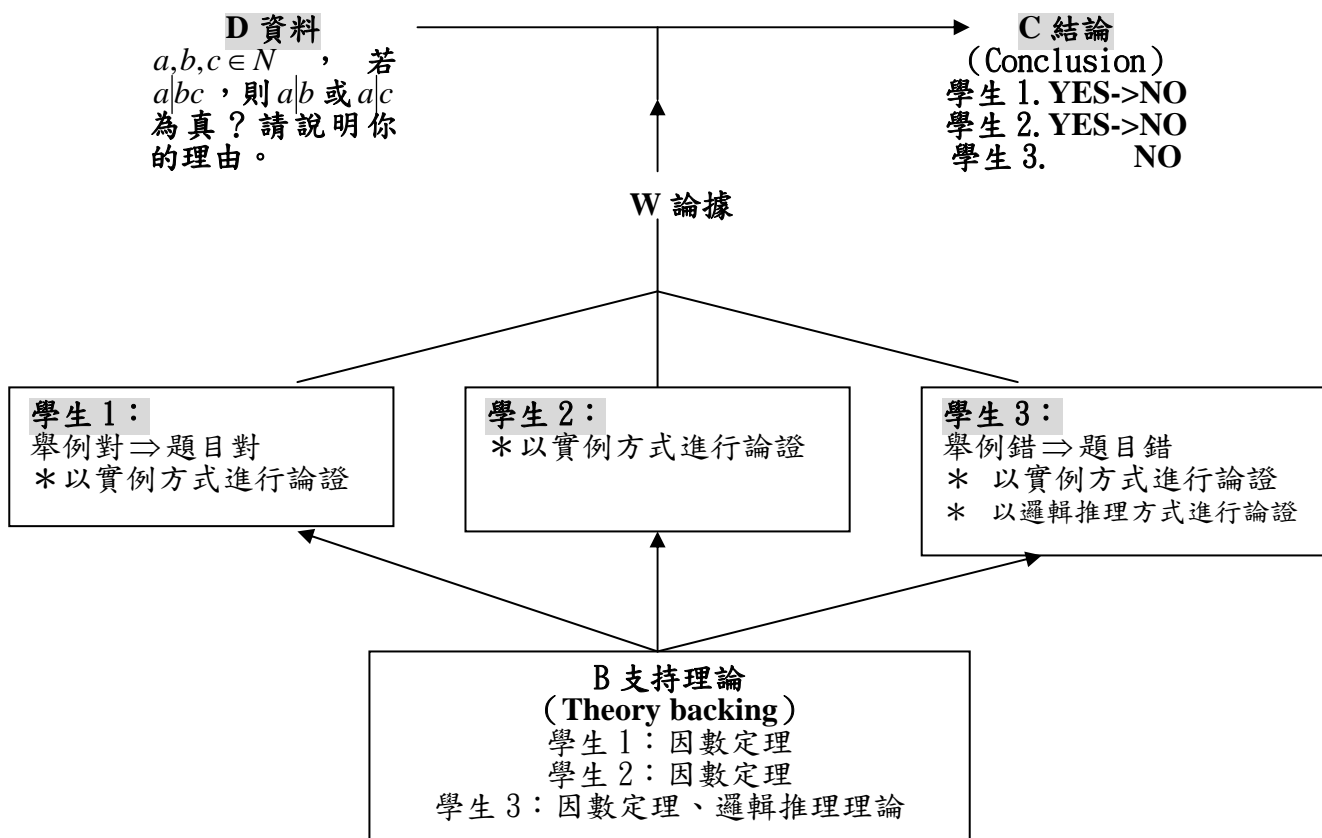 D 資料
a,b,c∈N ，若
a|bc，則 a|b 或 a|c
為真？請說明你
的理由。
C 結論
（Conclusion）
學生 1. YES->NO
學生 2. YES->NO
學生 3. NO
W 論據
學生 1：
舉例對⇒題目對
＊以實例方式進行論證
學生 2：
＊以實例方式進行論證
學生 3：
舉例錯⇒題目錯
＊ 以實例方式進行論證
＊ 以邏輯推理方式進行論證
B 支持理論
（Theory backing）
學生 1：因數定理
學生 2：因數定理
學生 3：因數定理、邏輯推理理論